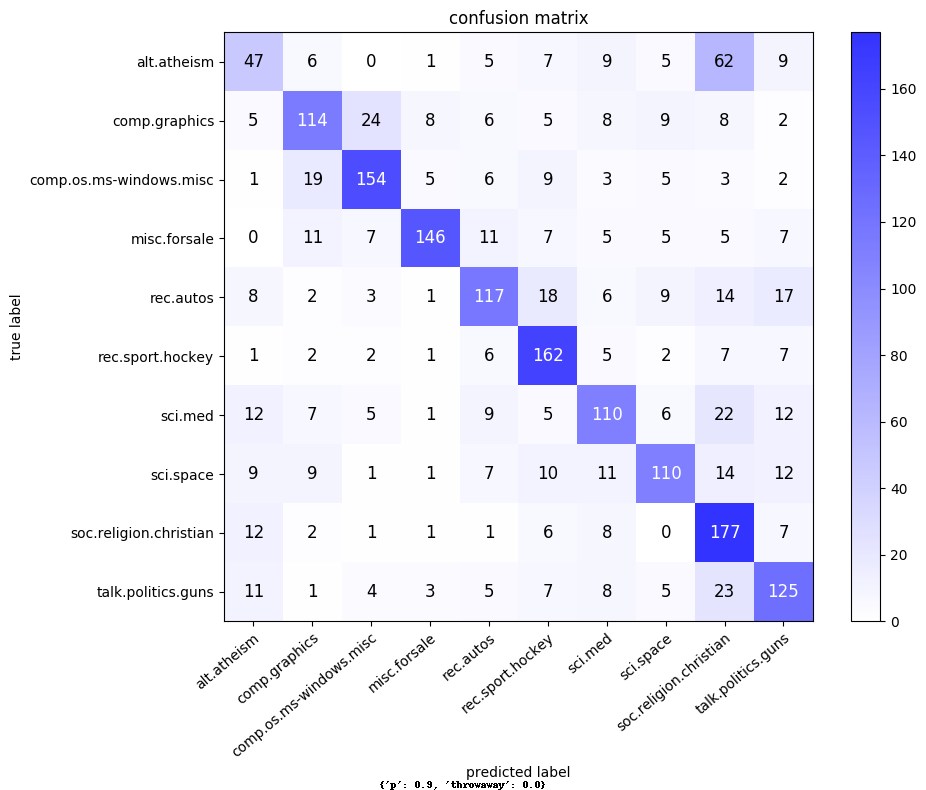 confusion matrix
alt.atheism 47 6 0 1 5 7 9 5 62 9
comp.graphics 5 114 24 8 6 5 8 9 8 2
comp.os.ms-windows.misc 1 19 154 5 6 9 3 5 3 2
misc.forsale 0 11 7 146 11 7 5 5 5 7
rec.autos 8 2 3 1 117 18 6 9 14 17
rec.sport.hockey 1 2 2 1 6 162 5 2 7 7
sci.med 12 7 5 1 9 5 110 6 22 12
sci.space 9 9 1 1 7 10 11 110 14 12
soc.religion.christian 12 2 1 1 1 6 8 0 177 7
talk.politics.guns 11 1 4 3 5 7 8 5 23 125
true label
alt.atheism
comp.graphics
comp.os.ms-windows.misc
misc.forsale
rec.autos
rec.sport.hockey
sci.med
sci.space
soc.religion.christian
talk.politics.guns
predicted label
{'p': 0.9, 'throwaway': 0.0}
160
140
120
100
80
60
40
20
0